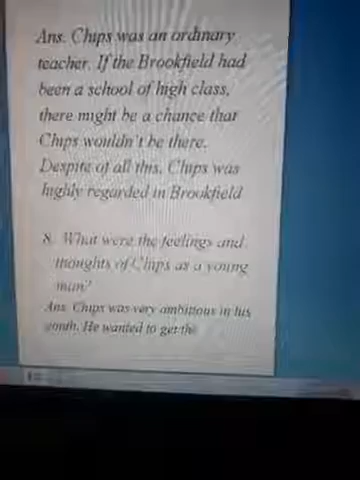 Ans. Chips was an ordinary
teacher. If the Brookfield had
been a school of high class,
there might be a chance that
Chips wouldn't be there.
Despite of all this, Chips was
highly regarded in Brookfield
8. What were the feelings and
thoughts of Chips as a young
man?
Ans. Chips was very ambitious in his
youth. He wanted to get the